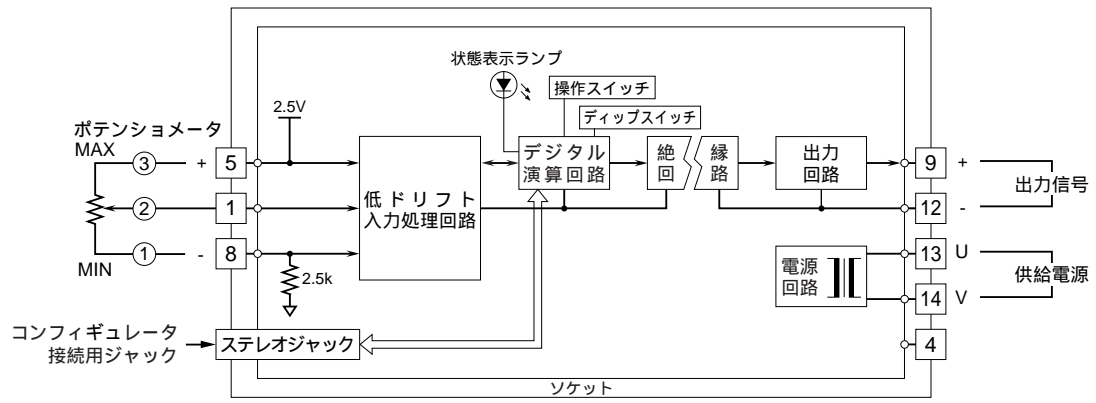 状態表示ランプ
操作スイッチ
ディップスイッチ
2.5V
ポテンショメータ
MAX
3 + 5
2 1
1 - 8
MIN
低ドリフト
入力処理回路
2.5k
デジタル
演算回路
絶 縁
回 路
出力
回路
9 +
12 -
出力信号
電源
回路
13 U
14 V
供給電源
4
コンフィギュレータ
接続用ジャック
ステレオジャック
ソケット